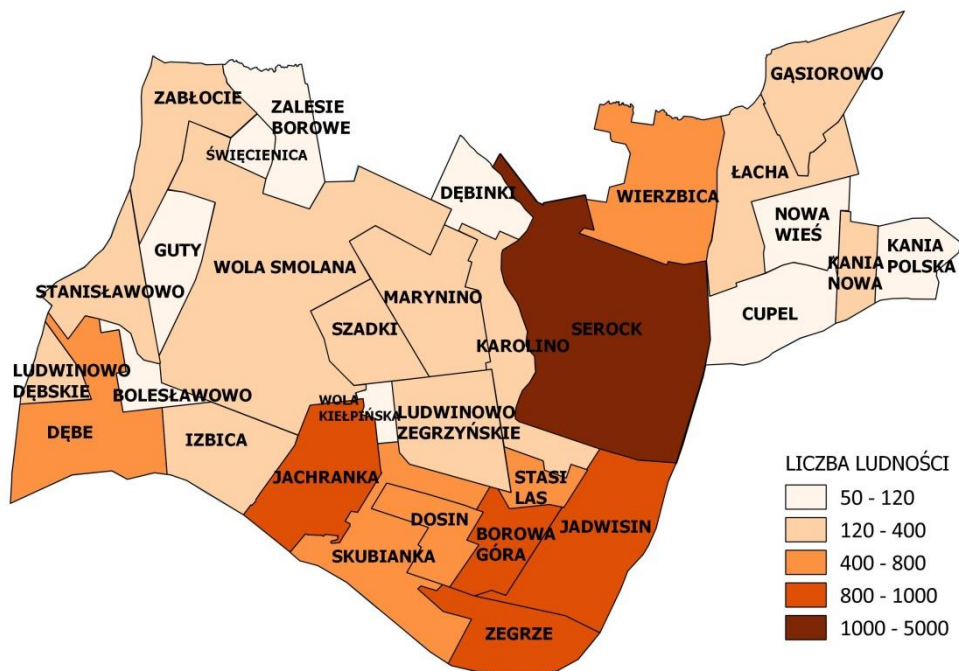 GĄSIOROWO
ZABŁOCIE
ZALESIE
BOROWE
ŚWIĘCIENICA
DĘBINKI
WIERZBICA
ŁACHA
NOWA
WIEŚ
KANIA
POLSKA
KANIA
NOWA
GUTY
WOLA SMOLANA
STANISŁAWOWO
MARYNINO
SZADKI
KAROLINO
SEROCK
CUPEL
LUDWINOWO
DĘBSKIE
BOLESŁAWOWO
WOLA
KIEŁPIŃSKA
LUDWINOWO
ZEGRZYŃSKIE
DĘBE
IZBICA
JACHRANKA
STASI
LAS
DOSIN
BOROWA
GÓRA
JADWISIN
SKUBIANKA
ZEGRZE
LICZBA LUDNOŚCI
50 - 120
120 - 400
400 - 800
800 - 1000
1000 - 5000